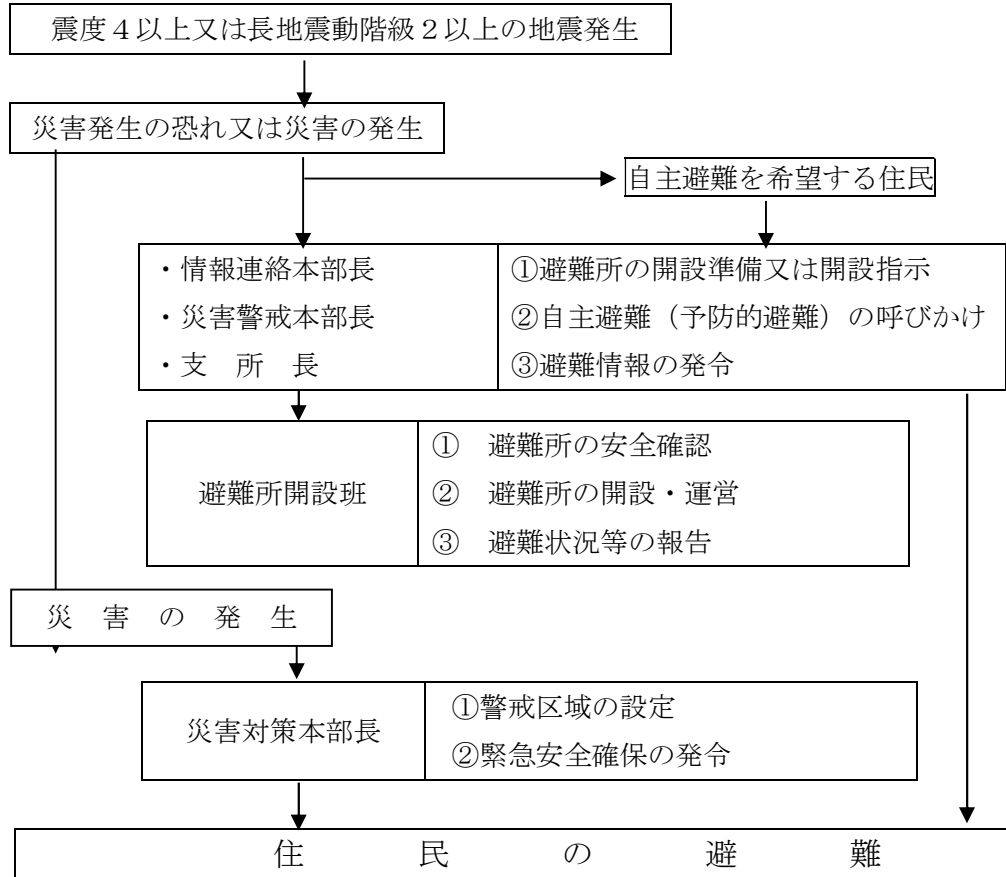 震度４以上又は長地震動階級２以上の地震発生
災害発生の恐れ又は災害の発生
自主避難を希望する住民
・情報連絡本部長
・災害警戒本部長
・支　所　長
①避難所の開設準備又は開設指示
②自主避難（予防的避難）の呼びかけ
③避難情報の発令
避難所開設班
①　避難所の安全確認
②　避難所の開設・運営
③　避難状況等の報告
災　害　の　発　生
災害対策本部長
①警戒区域の設定
②緊急安全確保の発令
住　民　の　避　難